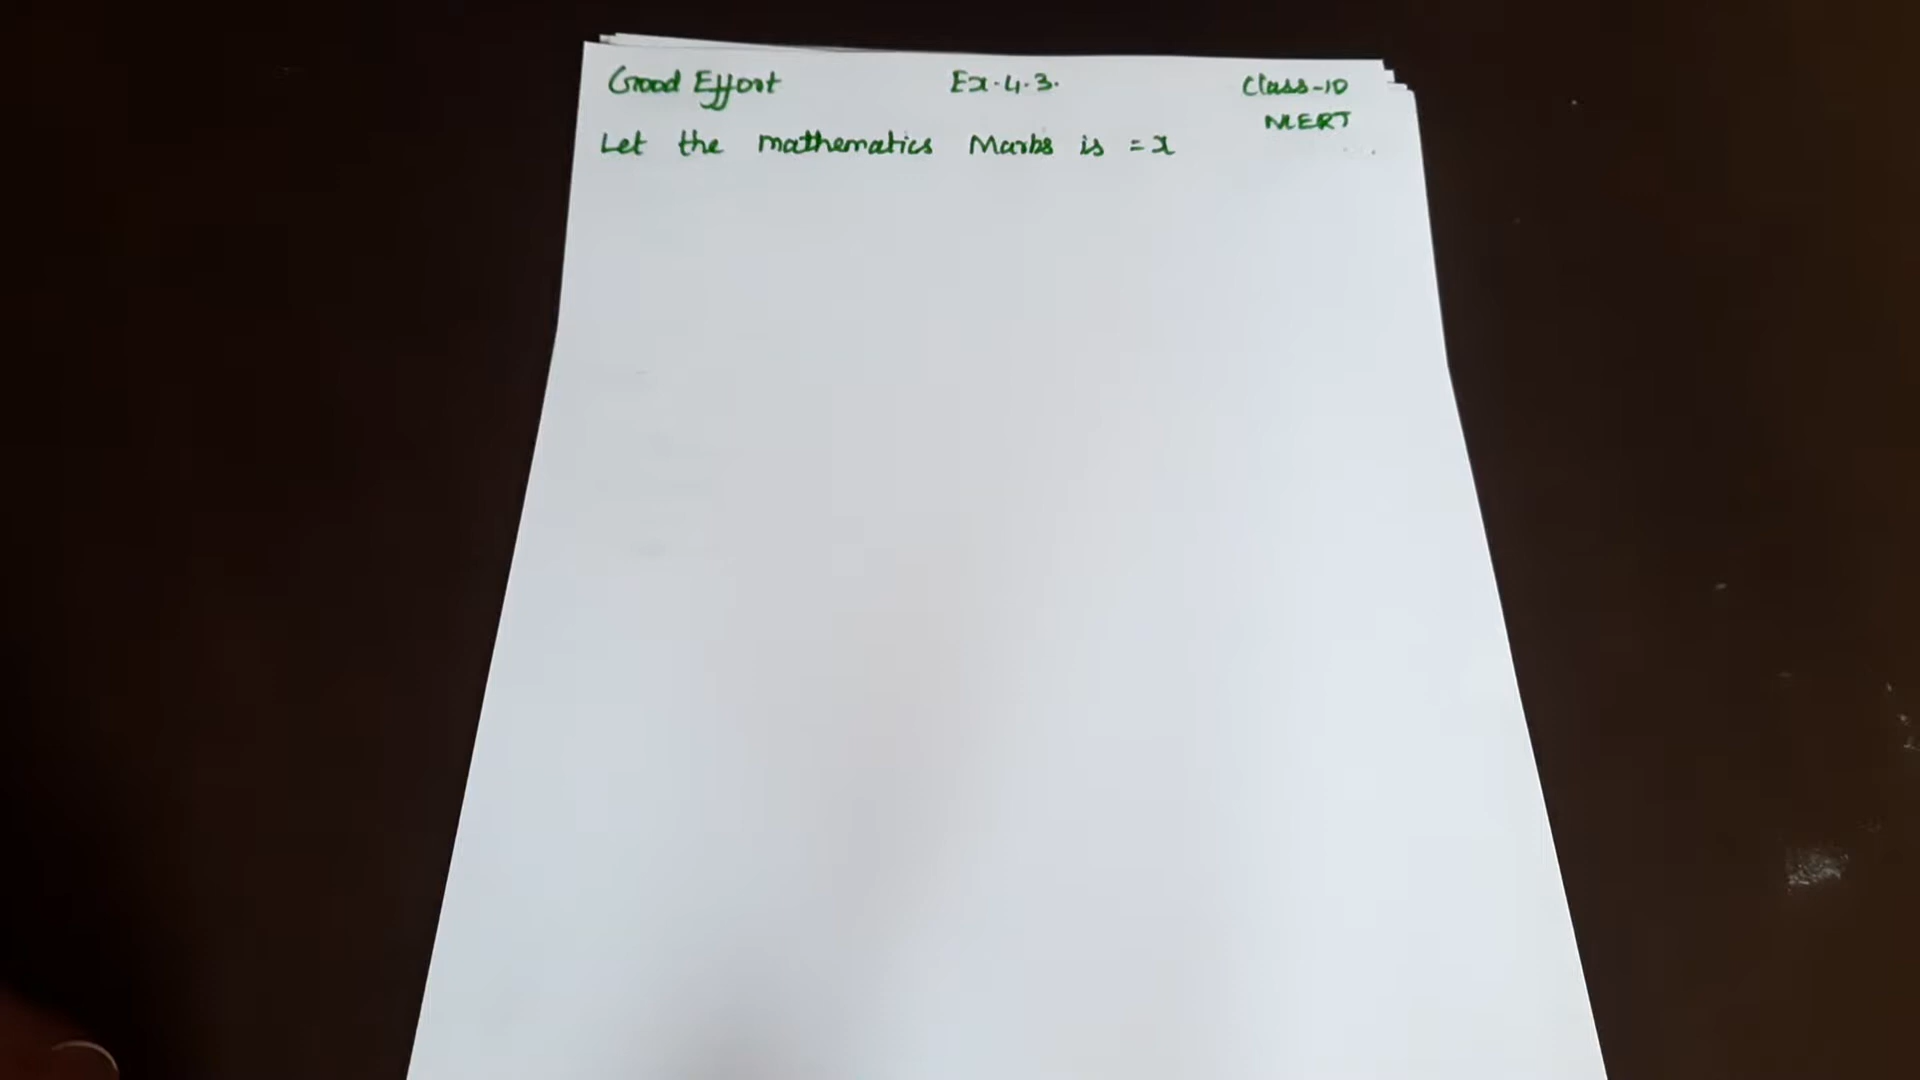 Good Effort Ex.4.3. Class-10
NCERT
Let the mathematics Marks is = x